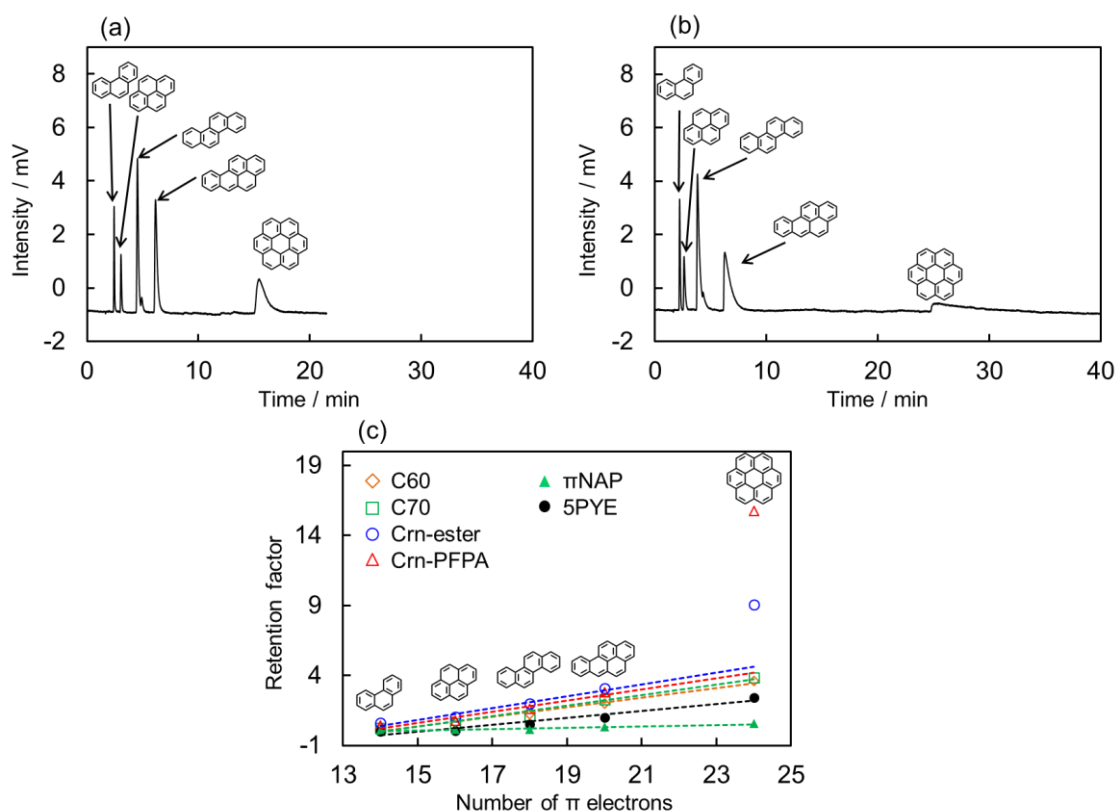 (a)
8
6
4
2
0
-2
Intensity / mV
0
10
20
30
40
Time / min
(b)
8
6
4
2
0
-2
Intensity / mV
0
10
20
30
40
Time / min
(c)
19
14
9
4
-1
Retention factor
C60
C70
Crn-ester
Crn-PFPA
πNAP
5PYE
13
15
17
19
21
23
25
Number of π electrons